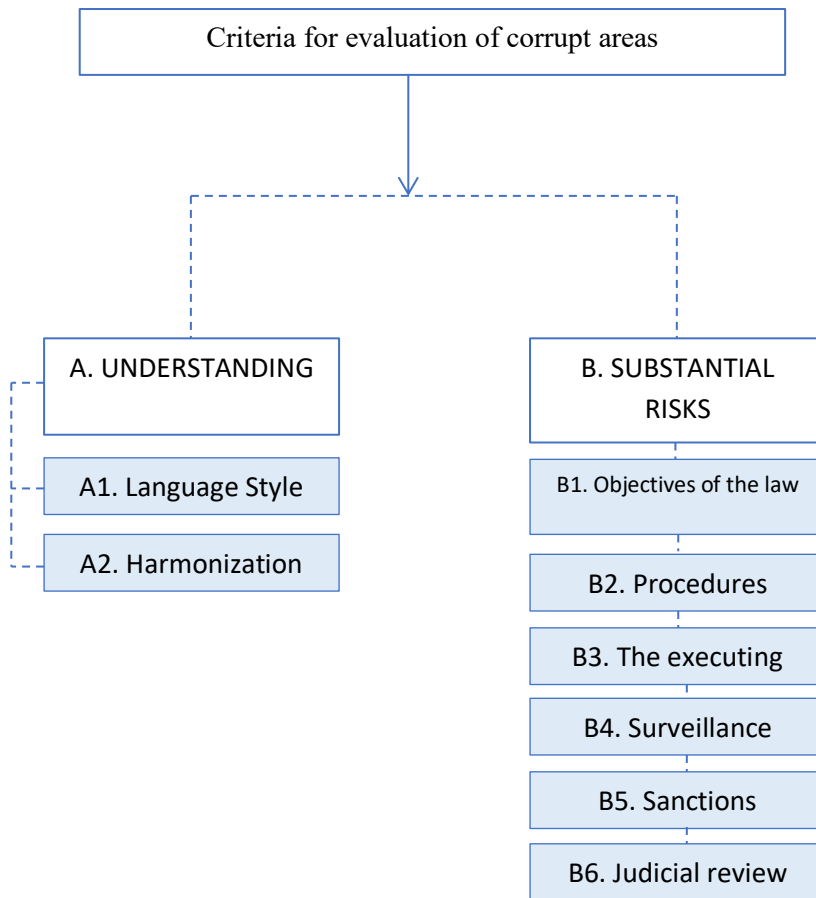 Criteria for evaluation of corrupt areas
A. UNDERSTANDING
A1. Language Style
A2. Harmonization
B. SUBSTANTIAL
RISKS
B1. Objectives of the law
B2. Procedures
B3. The executing
B4. Surveillance
B5. Sanctions
B6. Judicial review